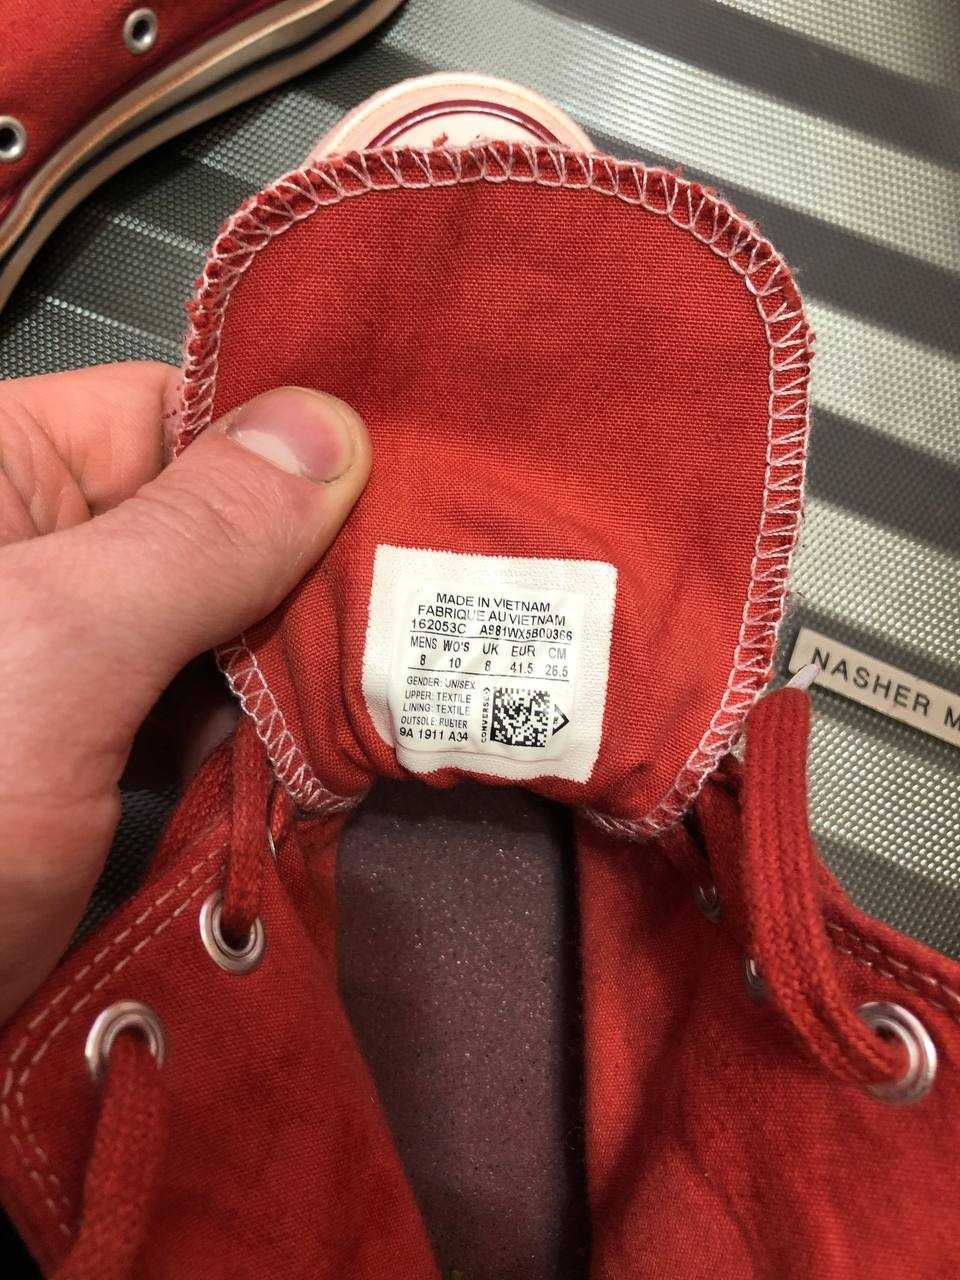 MADE IN VIETNAM
FABRIQUE AU VIETNAM
162053C A981WX5B00366
MENS WO'S UK EUR CM
8 10 8 41.5 26.5
GENDER: UNISEX
UPPER: TEXTILE
LINING: TEXTILE
OUTSOLE: RUBBER
9A 1911 A34
CONVERSE
NASHER M